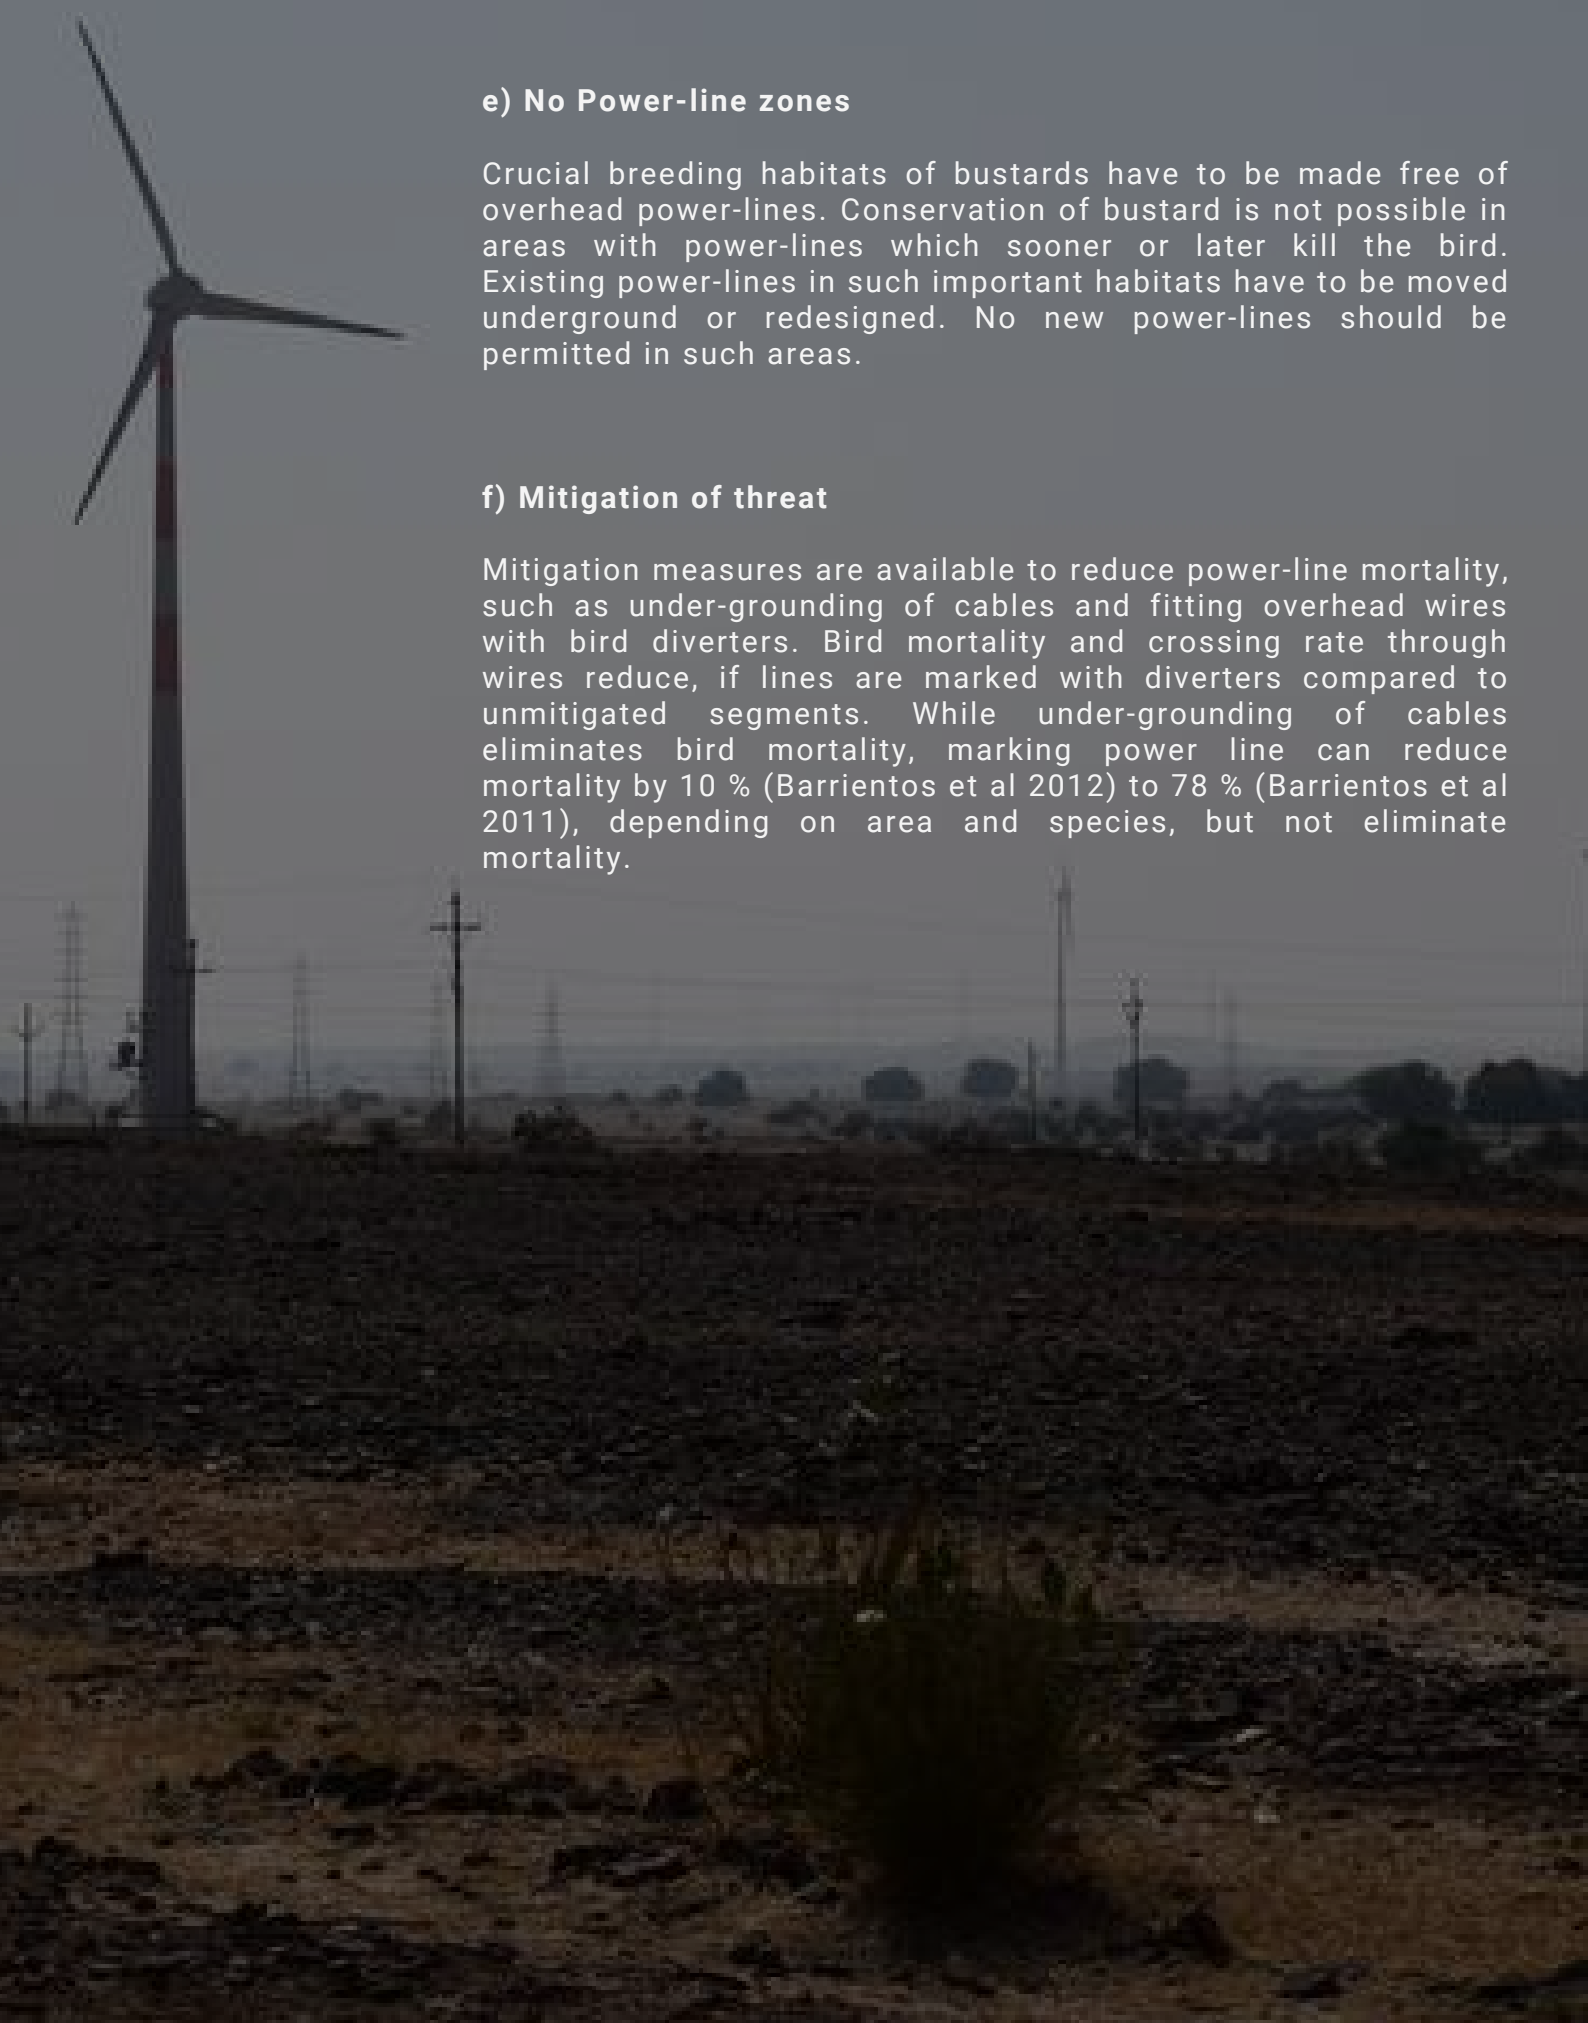 e) No Power-line zones
Crucial breeding habitats of bustards have to be made free of
overhead power-lines. Conservation of bustard is not possible in
areas with power-lines which sooner or later kill the bird.
Existing power-lines in such important habitats have to be moved
underground or redesigned. No new power-lines should be
permitted in such areas.
f) Mitigation of threat
Mitigation measures are available to reduce power-line mortality,
such as under-grounding of cables and fitting overhead wires
with bird diverters. Bird mortality and crossing rate through
wires reduce, if lines are marked with diverters compared to
unmitigated segments. While under-grounding of cables
eliminates bird mortality, marking power line can reduce
mortality by 10 % (Barrientos et al 2012) to 78 % (Barrientos et al
2011), depending on area and species, but not eliminate
mortality.